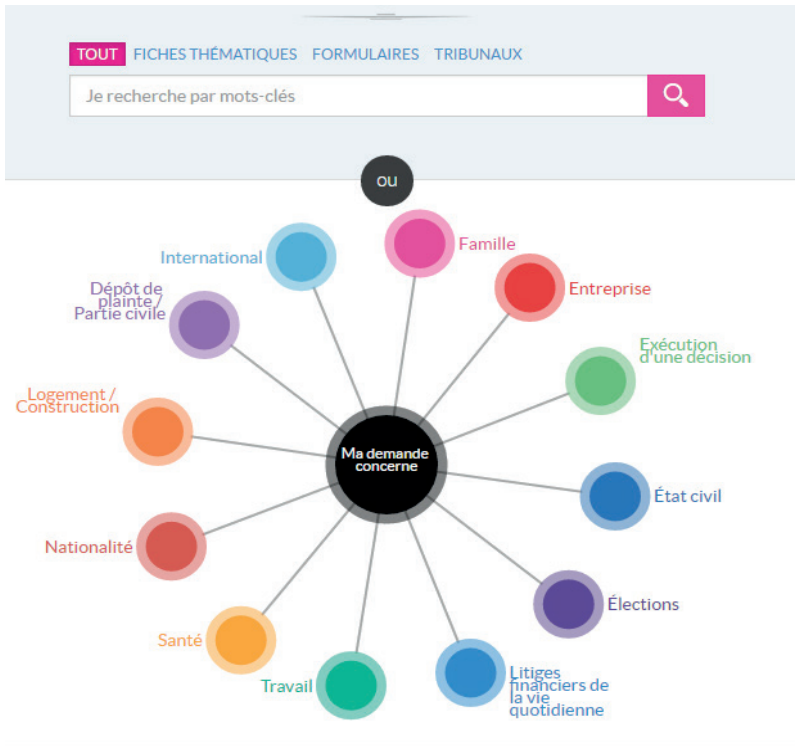 TOUT FICHES THÉMATIQUES FORMULAIRES TRIBUNAUX
Je recherche par mots-clés
OU
Famille
International
Entreprise
Dépôt de
plainte /
Partie civile
Exécution
d'une décision
Logement /
Construction
Ma demande
concerne
État civil
Nationalité
Élections
Santé
Travail
Litiges
financiers de
la vie
quotidienne